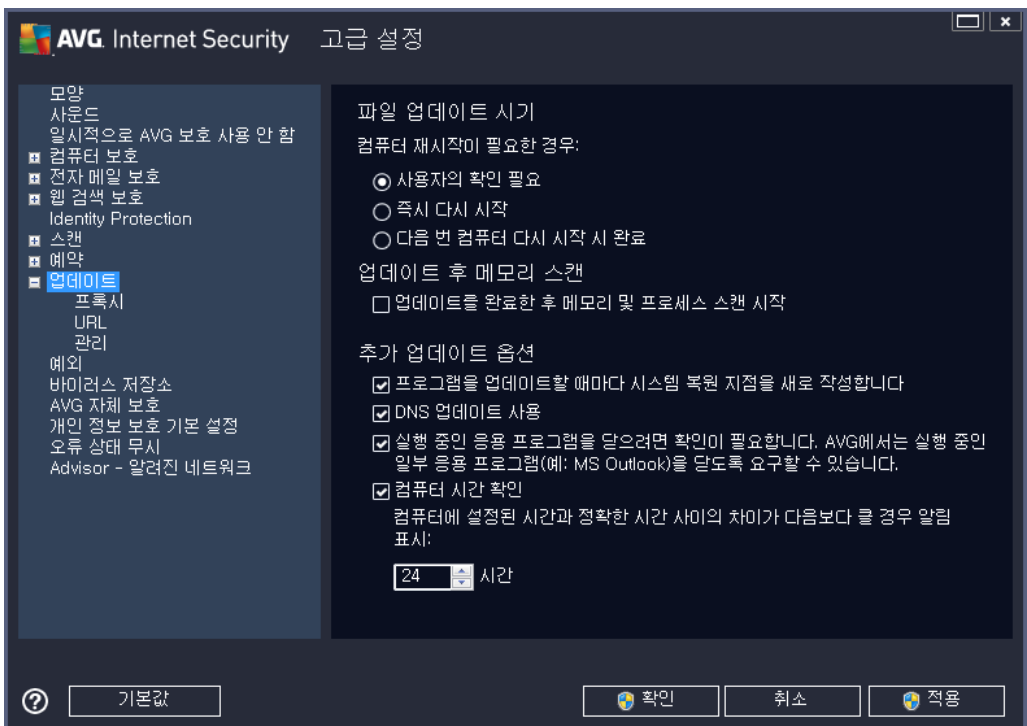 AVG. Internet Security 고급 설정
모양
사운드
일시적으로 AVG 보호 사용 안 함
컴퓨터 보호
전자 메일 보호
웹 검색 보호
Identity Protection
스캔
예약
업데이트
프록시
URL
관리
예외
바이러스 저장소
AVG 자체 보호
개인 정보 보호 기본 설정
오류 상태 무시
Advisor - 알려진 네트워크
파일 업데이트 시기
컴퓨터 재시작이 필요한 경우:
사용자의 확인 필요
즉시 다시 시작
다음 번 컴퓨터 다시 시작 시 완료
업데이트 후 메모리 스캔
업데이트를 완료한 후 메모리 및 프로세스 스캔 시작
추가 업데이트 옵션
프로그램을 업데이트할 때마다 시스템 복원 지점을 새로 작성합니다
DNS 업데이트 사용
실행 중인 응용 프로그램을 닫으려면 확인이 필요합니다. AVG에서는 실행 중인
일부 응용 프로그램(예: MS Outlook)을 닫도록 요구할 수 있습니다.
컴퓨터 시간 확인
컴퓨터에 설정된 시간과 정확한 시간 사이의 차이가 다음보다 클 경우 알림
표시:
24 시간
기본값
확인
취소
적용